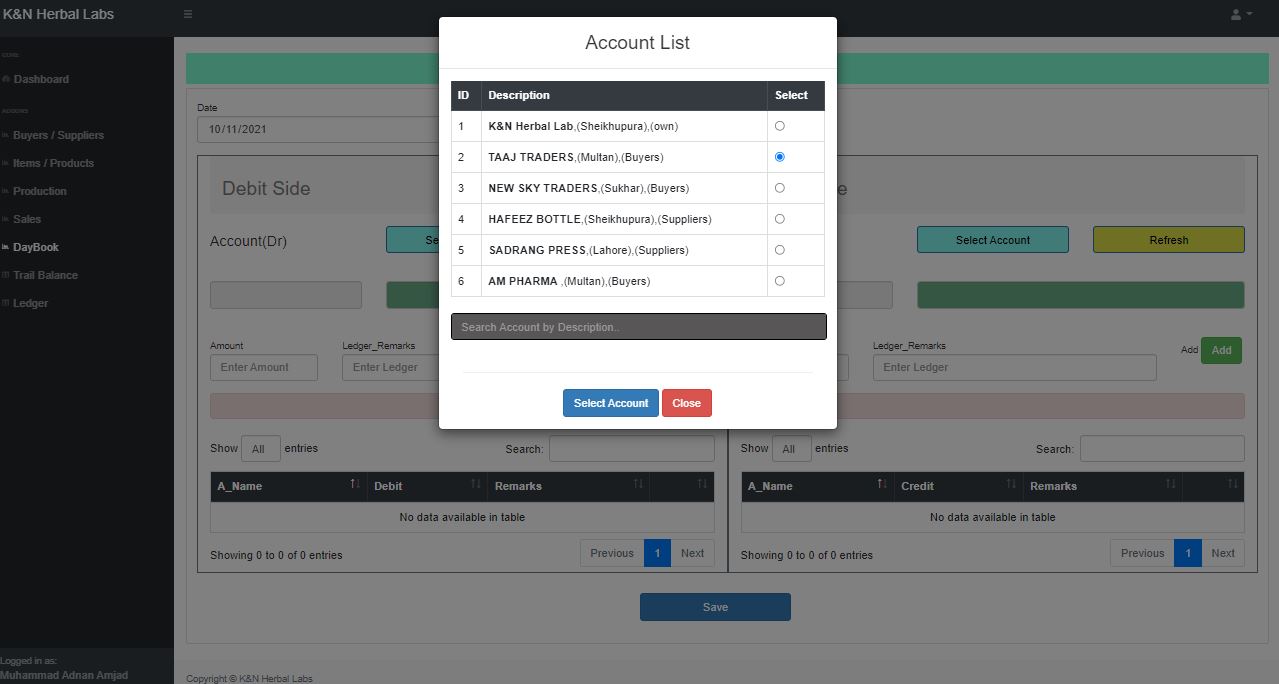 K&N Herbal Labs
CORE
Dashboard
ADDONS
Buyers / Suppliers
Items / Products
Production
Sales
DayBook
Trail Balance
Ledger
Logged in as:
Muhammad Adnan Amjad
Account List
ID Description Select
1 K&N Herbal Lab,(Sheikhupura),(own)
2 TAAJ TRADERS,(Multan),(Buyers)
3 NEW SKY TRADERS,(Sukhar),(Buyers)
4 HAFEEZ BOTTLE,(Sheikhupura),(Suppliers)
5 SADRANG PRESS,(Lahore),(Suppliers)
6 AM PHARMA ,(Multan),(Buyers)
Search Account by Description..
Select Account Close
Date
10/11/2021
Debit Side
Account(Dr)
Select Account Refresh
Amount Ledger_Remarks
Enter Amount Enter Ledger
Ledger_Remarks
Enter Ledger
Add Add
Show All entries Search:
A_Name Debit Remarks
No data available in table
Showing 0 to 0 of 0 entries
Previous 1 Next
Show All entries Search:
A_Name Credit Remarks
No data available in table
Showing 0 to 0 of 0 entries
Previous 1 Next
Save
Copyright © K&N Herbal Labs